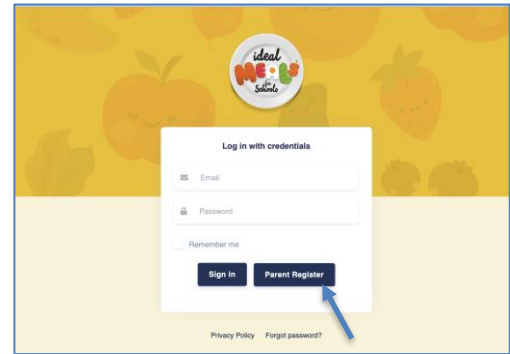 ideal
MEALS
for
Schools
Log in with credentials
Email
Password
Remember me
Sign In
Parent Register
Privacy Policy
Forgot password?